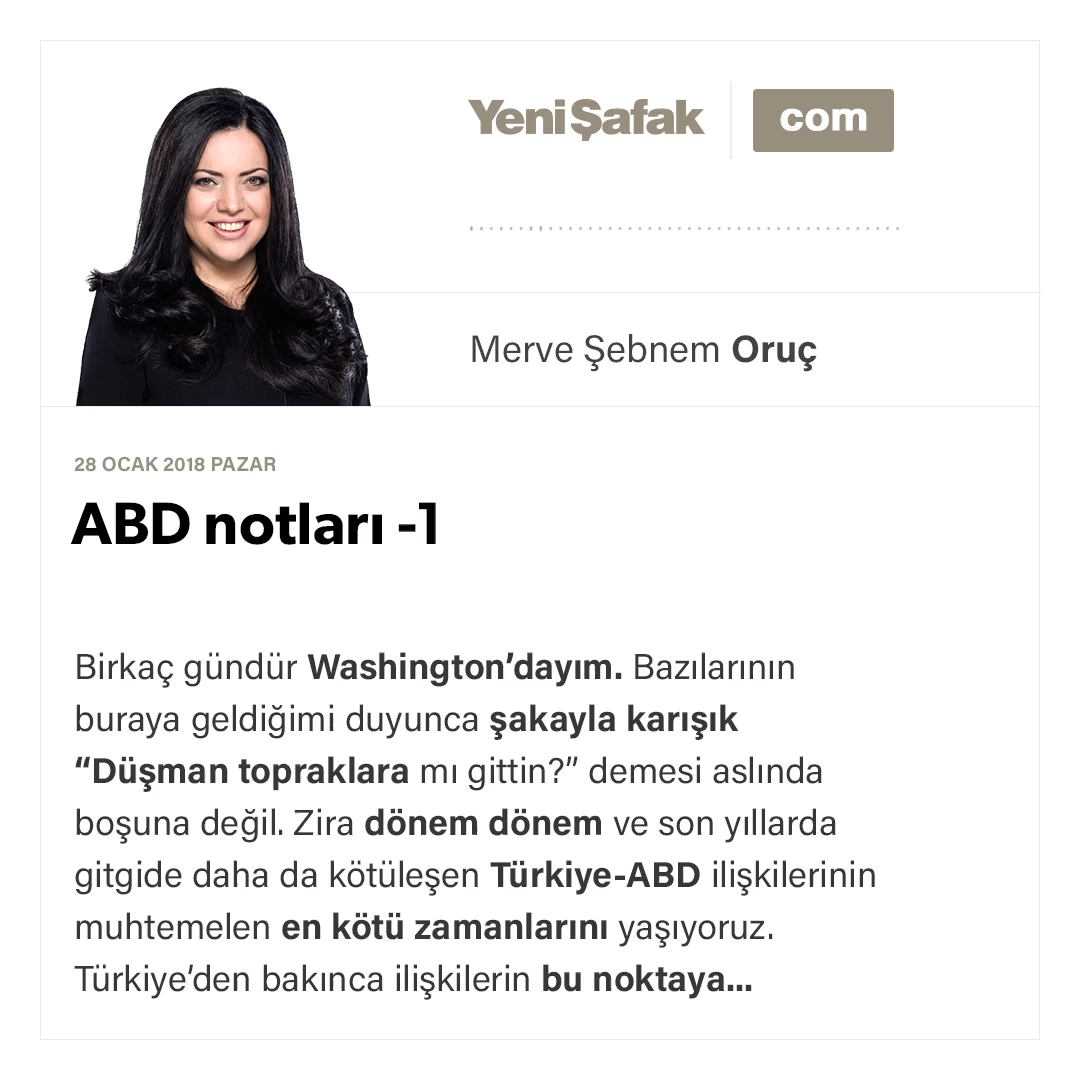 YeniŞafak com
Merve Şebnem Oruç
28 OCAK 2018 PAZAR
ABD notları -1
Birkaç gündür Washington’dayım. Bazılarının
buraya geldiğimi duyunca şakayla karışık
“Düşman topraklara mı gittin?” demesi aslında
boşuna değil. Zira dönem dönem ve son yıllarda
gitgide daha da kötüleşen Türkiye-ABD ilişkilerinin
muhtemelen en kötü zamanlarını yaşıyoruz.
Türkiye’den bakınca ilişkilerin bu noktaya...